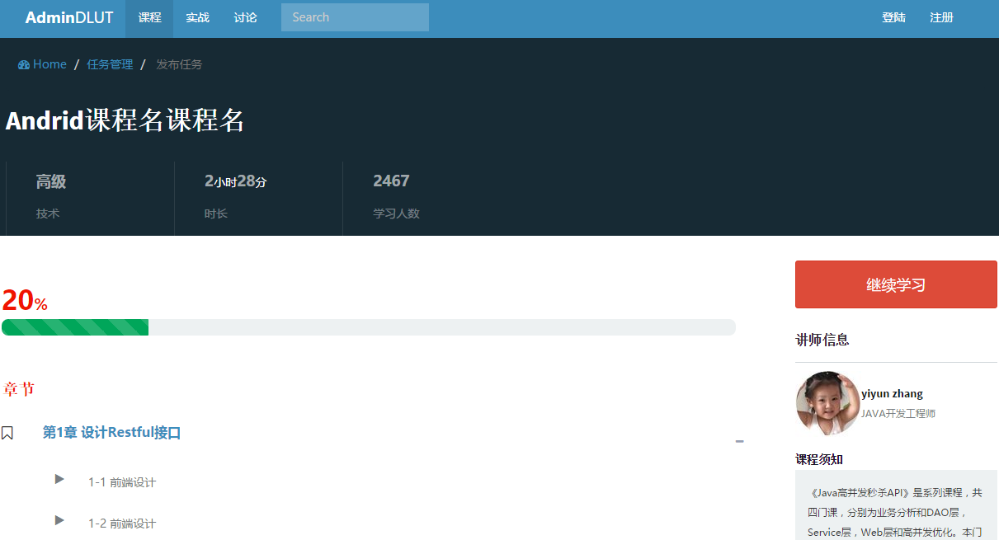 AdminDLUT 课程 实战 讨论 Search 登陆 注册
Home / 任务管理 / 发布任务
Andrid课程名课程名
高级 2小时28分 2467
技术 时长 学习人数
继续学习
20%
讲师信息
章节
yiyun zhang
JAVA开发工程师
第1章 设计Restful接口
课程须知
1-1 前端设计
《Java高并发秒杀API》是系列课程，共
四门课，分别为业务分析和DAO层，
1-2 前端设计
Service层，Web层和高并发优化。本门